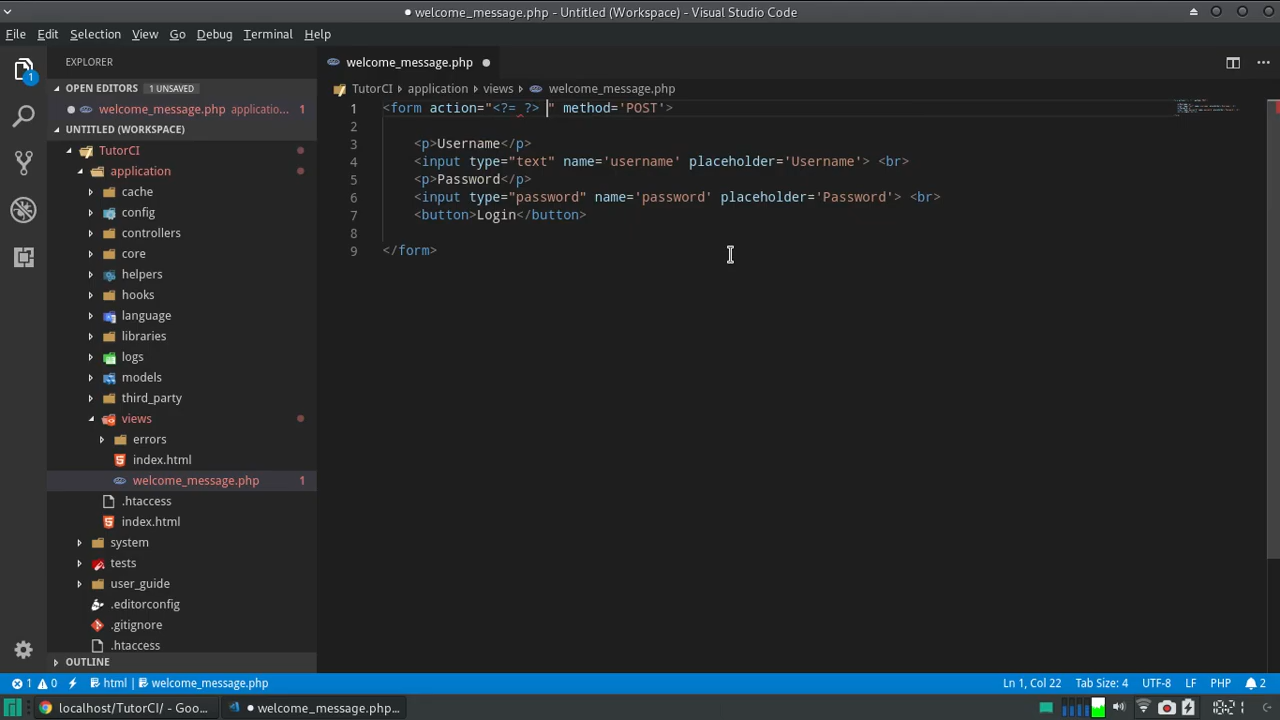 welcome_message.php - Untitled (Workspace) - Visual Studio Code
File Edit Selection View Go Debug Terminal Help
EXPLORER
welcome_message.php
OPEN EDITORS 1 UNSAVED
TutorCI › application › views › welcome_message.php
welcome_message.php applicatio... 1
UNTITLED (WORKSPACE)
TutorCI
application
cache
config
controllers
core
helpers
hooks
language
libraries
logs
models
third_party
views
errors
index.html
welcome_message.php 1
.htaccess
index.html
system
tests
user_guide
.editorconfig
.gitignore
.htaccess
OUTLINE
1 <form action="<?= ?> " method='POST'>
2
3 <p>Username</p>
4 <input type="text" name='username' placeholder='Username'> <br>
5 <p>Password</p>
6 <input type="password" name='password' placeholder='Password'> <br>
7 <button>Login</button>
8
9 </form>
1 0 html welcome_message.php Ln 1, Col 22 Tab Size: 4 UTF-8 LF PHP 2
localhost/TutorCI/ - Goo... welcome_message.php...